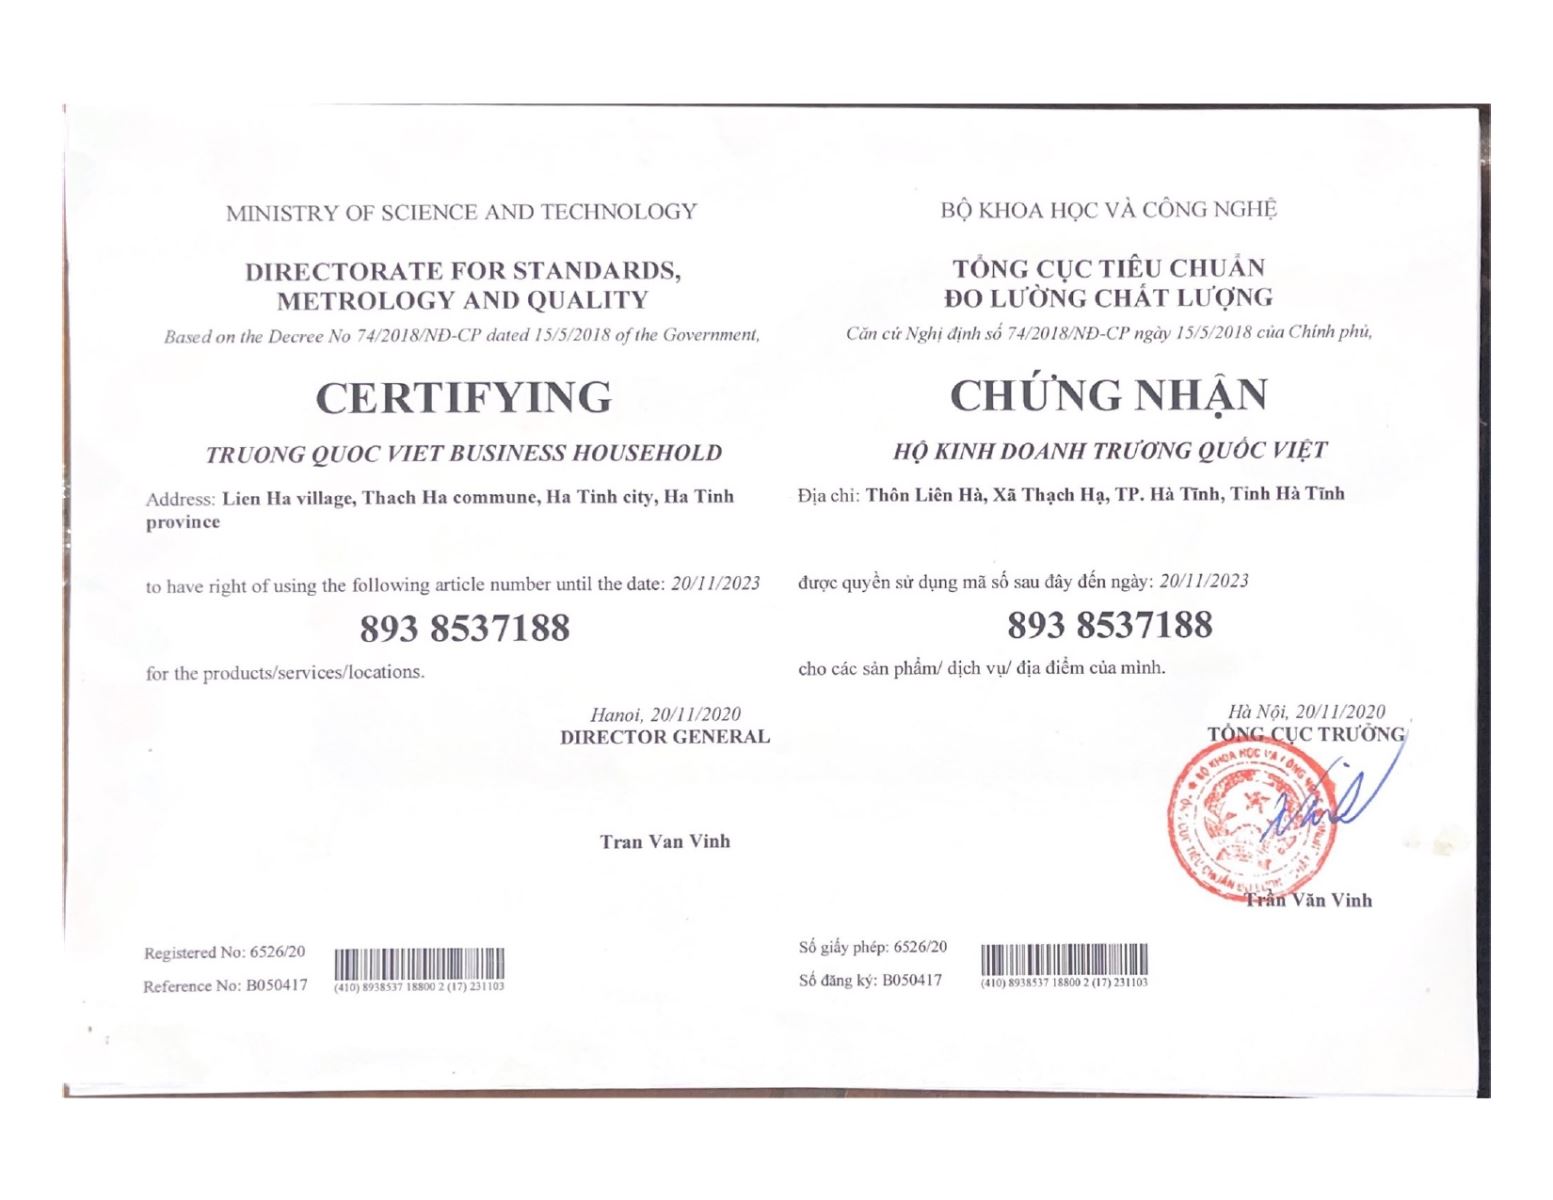 MINISTRY OF SCIENCE AND TECHNOLOGY
DIRECTORATE FOR STANDARDS,
METROLOGY AND QUALITY
Based on the Decree No 74/2018/NĐ-CP dated 15/5/2018 of the Government,
CERTIFYING
TRUONG QUOC VIET BUSINESS HOUSEHOLD
Address: Lien Ha village, Thach Ha commune, Ha Tinh city, Ha Tinh
province
to have right of using the following article number until the date: 20/11/2023
893 8537188
for the products/services/locations.
Hanoi, 20/11/2020
DIRECTOR GENERAL
Tran Van Vinh
Registered No: 6526/20
Reference No: B050417
(410) 8938537 18800 2 (17) 231103
BỘ KHOA HỌC VÀ CÔNG NGHỆ
TỔNG CỤC TIÊU CHUẨN
ĐO LƯỜNG CHẤT LƯỢNG
Căn cứ Nghị định số 74/2018/NĐ-CP ngày 15/5/2018 của Chính phủ,
CHỨNG NHẬN
HỘ KINH DOANH TRƯƠNG QUỐC VIỆT
Địa chỉ: Thôn Liên Hà, Xã Thạch Hạ, TP. Hà Tĩnh, Tỉnh Hà Tĩnh
được quyền sử dụng mã số sau đây đến ngày: 20/11/2023
893 8537188
cho các sản phẩm/ dịch vụ/ địa điểm của mình.
Hà Nội, 20/11/2020
TỔNG CỤC TRƯỞNG
BỘ KHOA HỌC VÀ CÔNG
TIÊU CHUẨN
Trần Văn Vinh
Số giấy phép: 6526/20
Số đăng ký: B050417
(410) 8938537 18800 2 (17) 231103